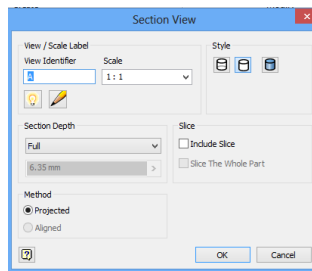 Section View
View / Scale Label
View Identifier Scale
A 1 : 1
Style
Section Depth
Full
6.35 mm
Slice
Include Slice
Slice The Whole Part
Method
Projected
Aligned
OK Cancel